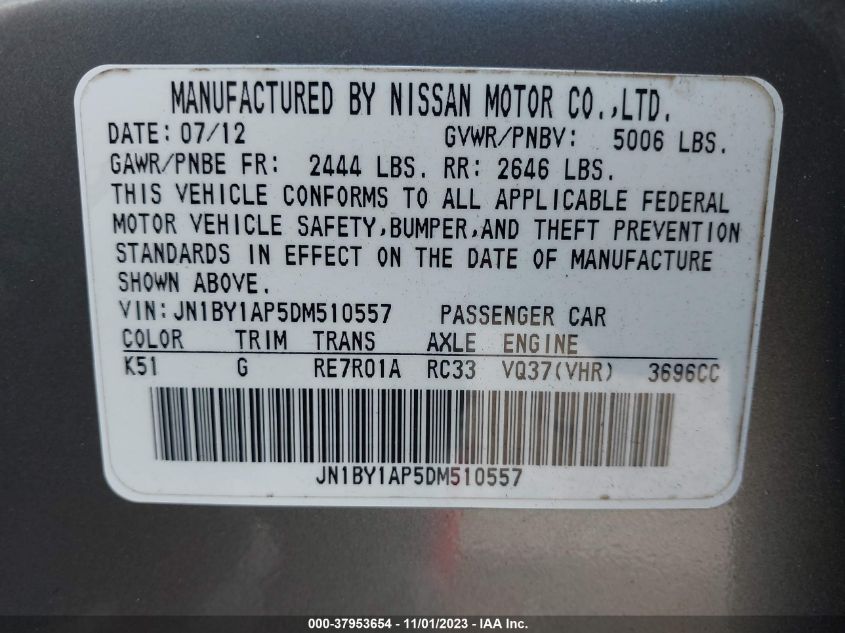 MANUFACTURED BY NISSAN MOTOR CO.,LTD.
DATE: 07/12 GVWR/PNBV: 5006 LBS.
GAWR/PNBE FR: 2444 LBS. RR: 2646 LBS.
THIS VEHICLE CONFORMS TO ALL APPLICABLE FEDERAL
MOTOR VEHICLE SAFETY,BUMPER,AND THEFT PREVENTION
STANDARDS IN EFFECT ON THE DATE OF MANUFACTURE
SHOWN ABOVE.
VIN:JN1BY1AP5DM510557 PASSENGER CAR
COLOR TRIM TRANS AXLE ENGINE
K51 G RE7R01A RC33 VQ37(VHR) 3696CC
JN1BY1AP5DM510557
000-37953654 - 11/01/2023 - IAA Inc.